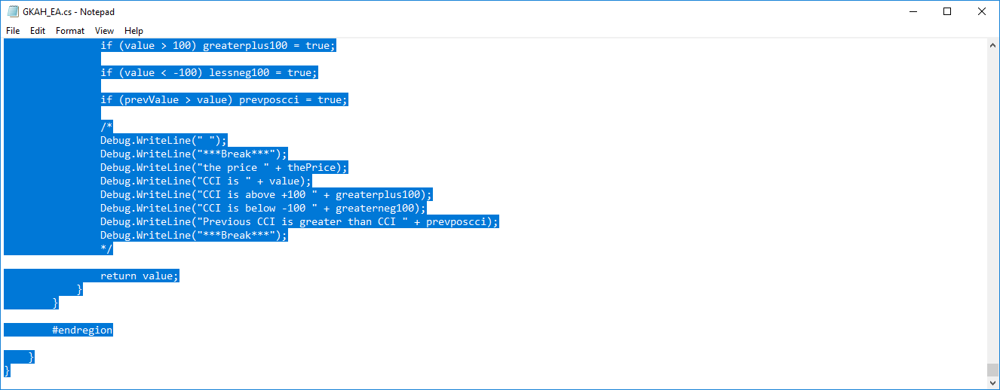 GKAH_EA.cs - Notepad
File Edit Format View Help
if (value > 100) greaterplus100 = true;
if (value < -100) lessneg100 = true;
if (prevValue > value) prevposcci = true;
/*
Debug.WriteLine(" ");
Debug.WriteLine("***Break***");
Debug.WriteLine("the price " + thePrice);
Debug.WriteLine("CCI is " + value);
Debug.WriteLine("CCI is above +100 " + greaterplus100);
Debug.WriteLine("CCI is below -100 " + greaterneg100);
Debug.WriteLine("Previous CCI is greater than CCI " + prevposcci);
Debug.WriteLine("***Break***");
*/
return value;
}
}
#endregion
}
}